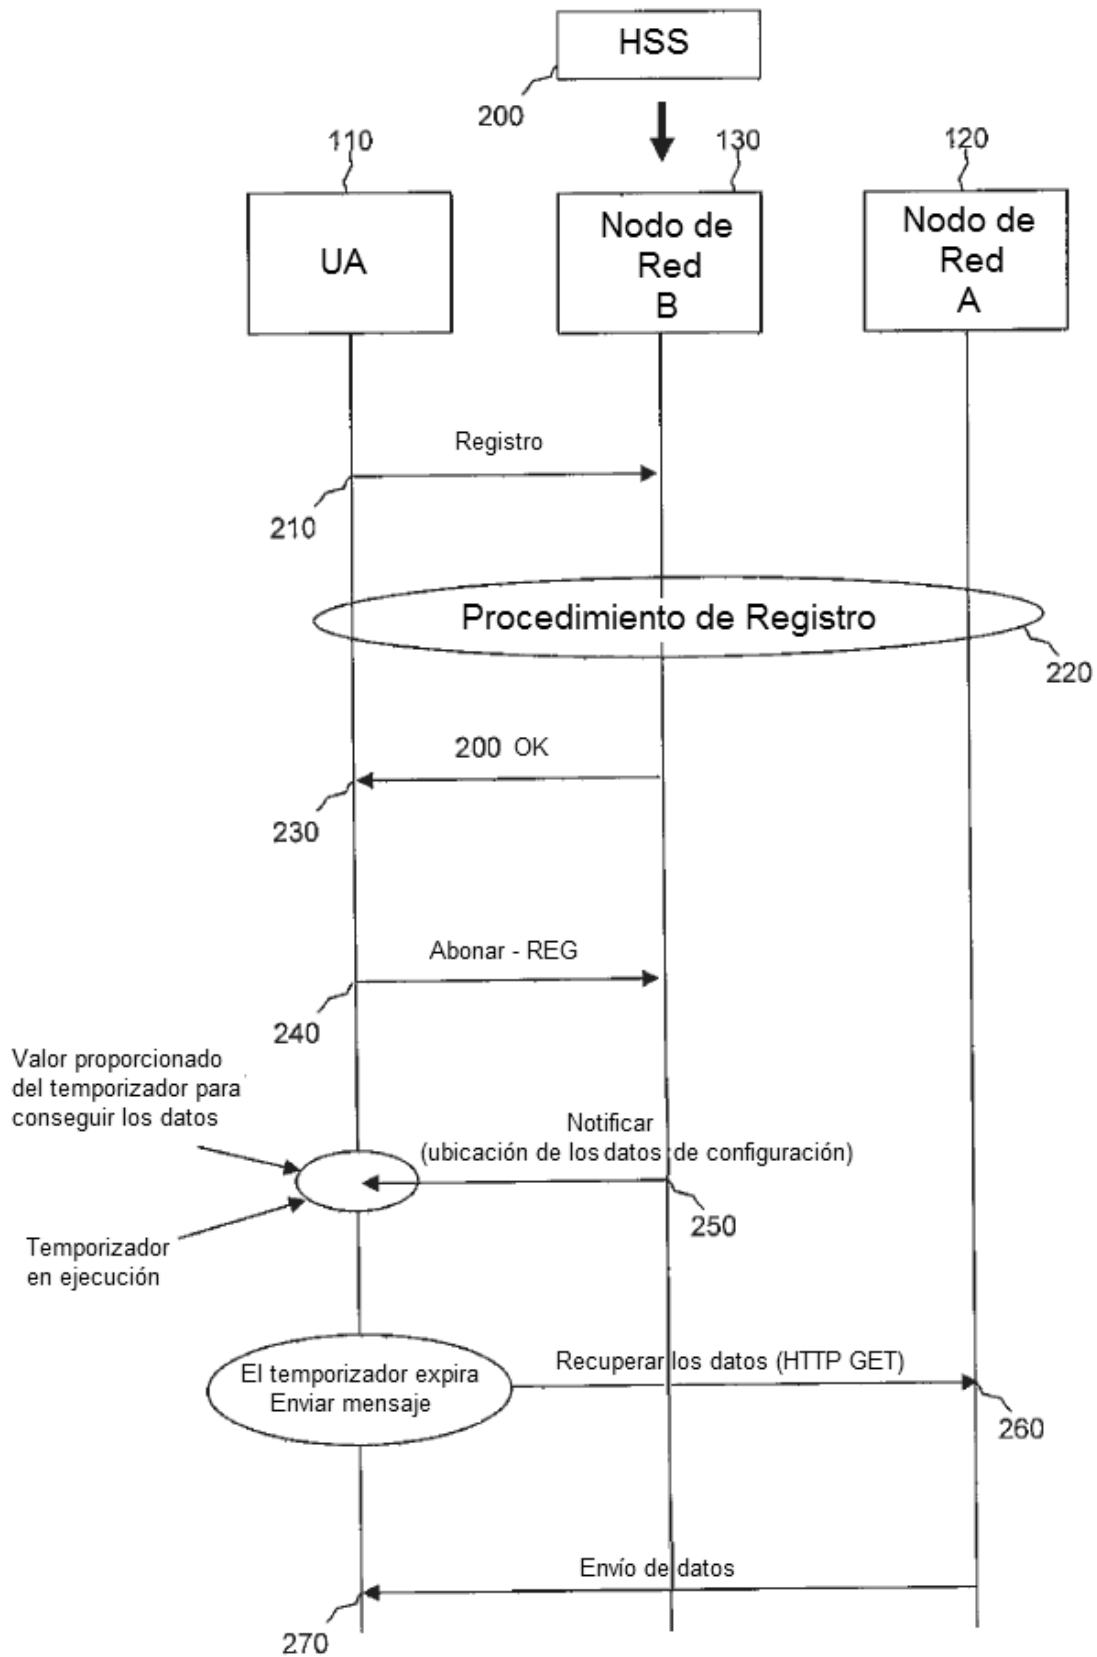 HSS
200
110
130
120
UA
Nodo de
Red
B
Nodo de
Red
A
Registro
210
Procedimiento de Registro
220
200 OK
230
Abonar - REG
240
Valor proporcionado
del temporizador para
conseguir los datos
Notificar
(ubicación de los datos de configuración)
250
Temporizador
en ejecución
El temporizador expira
Enviar mensaje
Recuperar los datos (HTTP GET)
260
Envío de datos
270